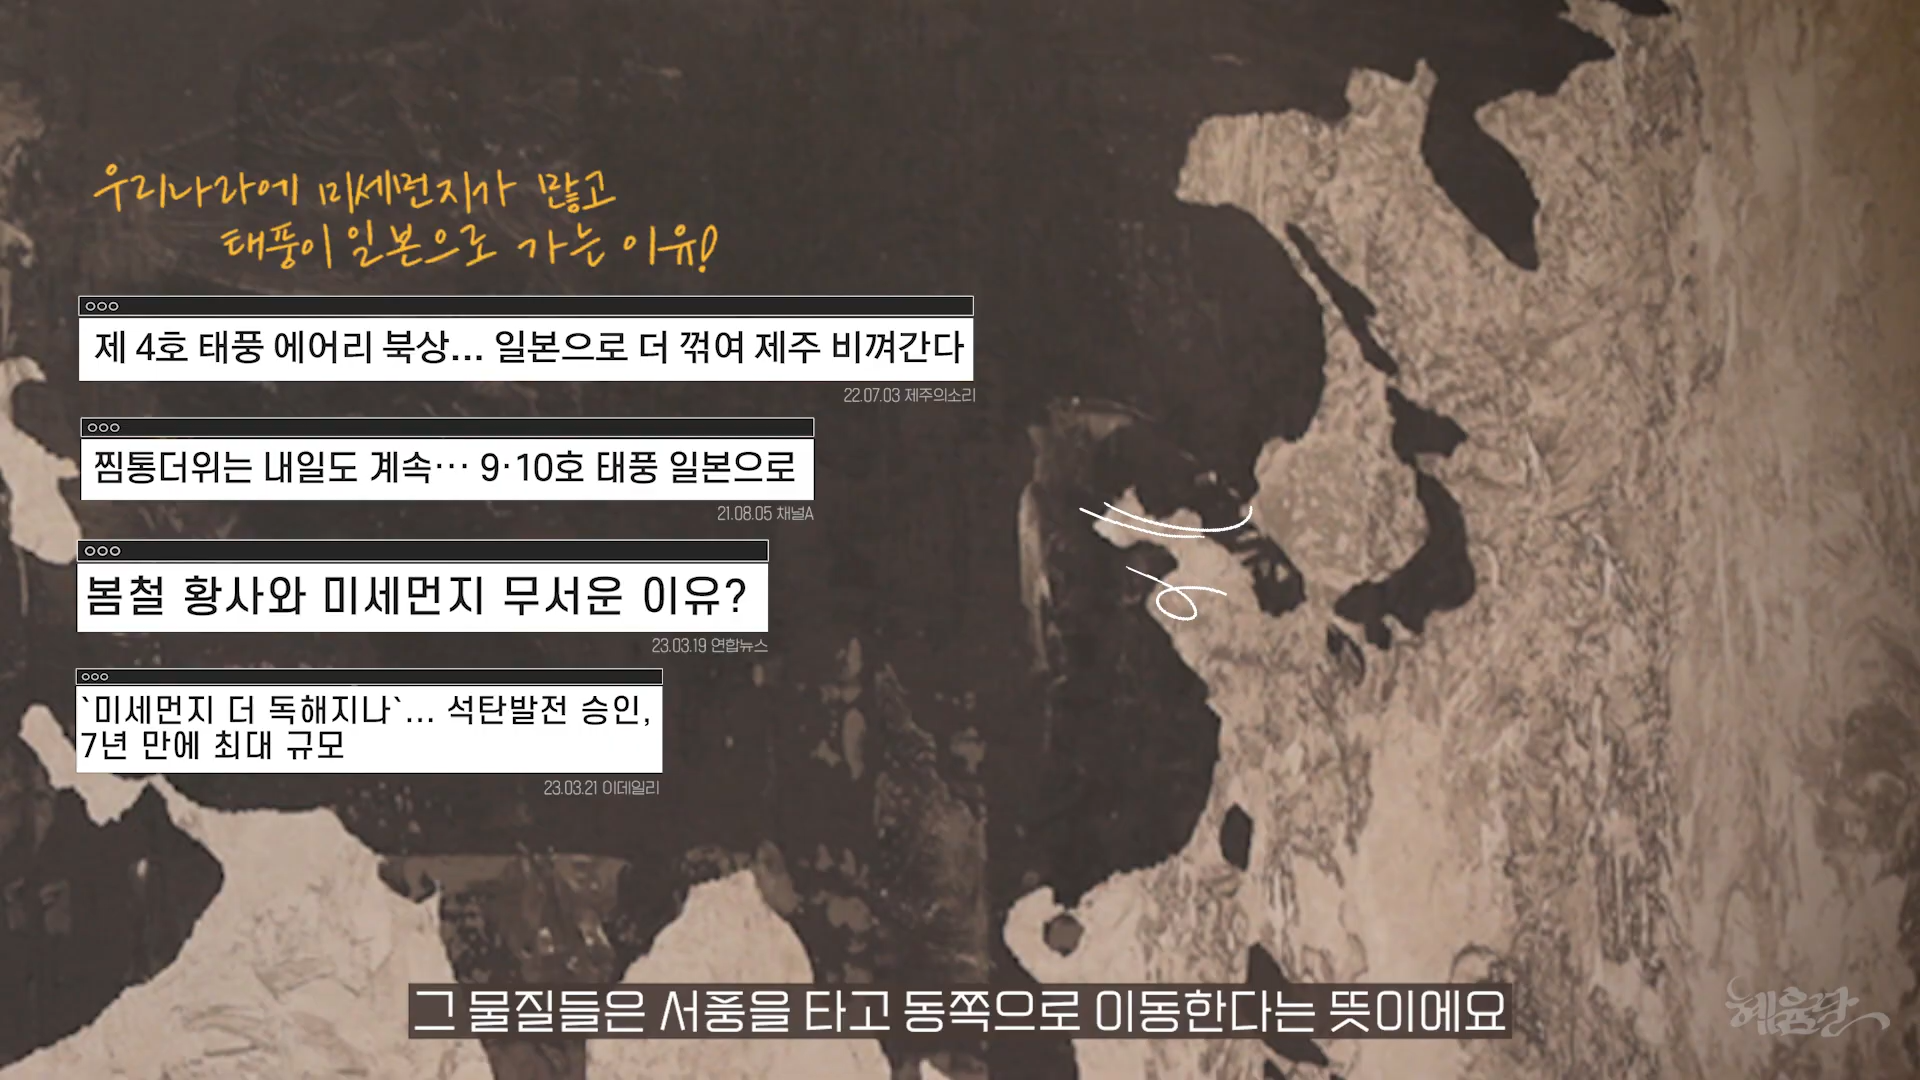 우리나라에 미세먼지가 많고
태풍이 일본으로 가는 이유!
제 4호 태풍 에어리 북상... 일본으로 더 꺾여 제주 비껴간다
22.07.03 제주의소리
찜통더위는 내일도 계속… 9·10호 태풍 일본으로
21.08.05 채널A
봄철 황사와 미세먼지 무서운 이유?
23.03.19 연합뉴스
`미세먼지 더 독해지나`... 석탄발전 승인,
7년 만에 최대 규모
23.03.21 이데일리
그 물질들은 서풍을 타고 동쪽으로 이동한다는 뜻이에요